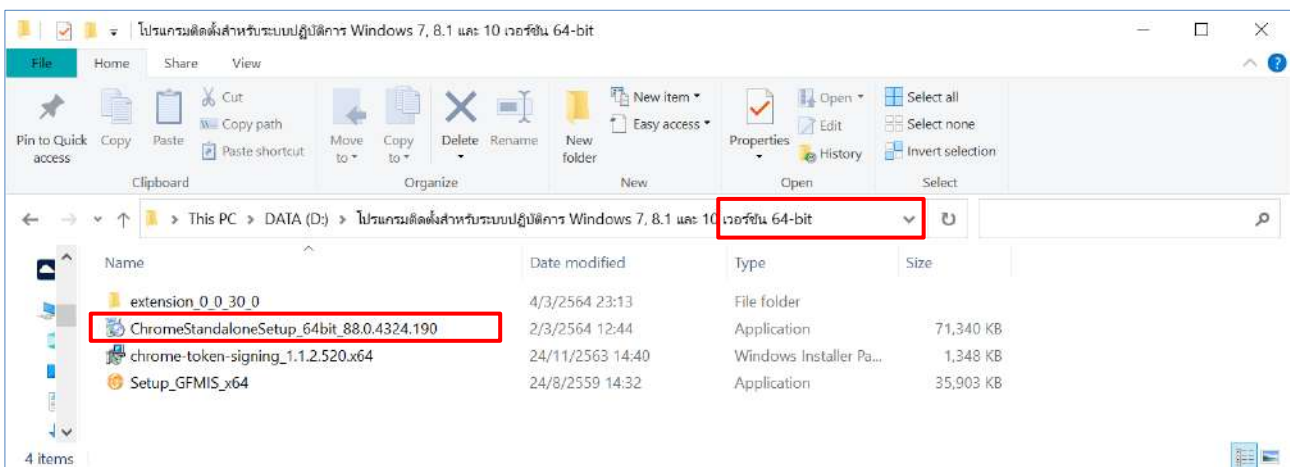 โปรแกรมติดตั้งสำหรับระบบปฏิบัติการ Windows 7, 8.1 และ 10 เวอร์ชัน 64-bit
File Home Share View
Pin to Quick access
Copy
Paste
Cut
Copy path
Paste shortcut
Move to
Copy to
Delete
Rename
New folder
New item
Easy access
Properties
Open
Edit
History
Select all
Select none
Invert selection
Clipboard Organize New Open Select
This PC > DATA (D:) > โปรแกรมติดตั้งสำหรับระบบปฏิบัติการ Windows 7, 8.1 และ 10 เวอร์ชัน 64-bit
Name Date modified Type Size
extension_0_0_30_0 4/3/2564 23:13 File folder
ChromeStandaloneSetup_64bit_88.0.4324.190 2/3/2564 12:44 Application 71,340 KB
chrome-token-signing_1.1.2.520.x64 24/11/2563 14:40 Windows Installer Pa... 1,348 KB
Setup_GFMIS_x64 24/8/2559 14:32 Application 35,903 KB
4 items